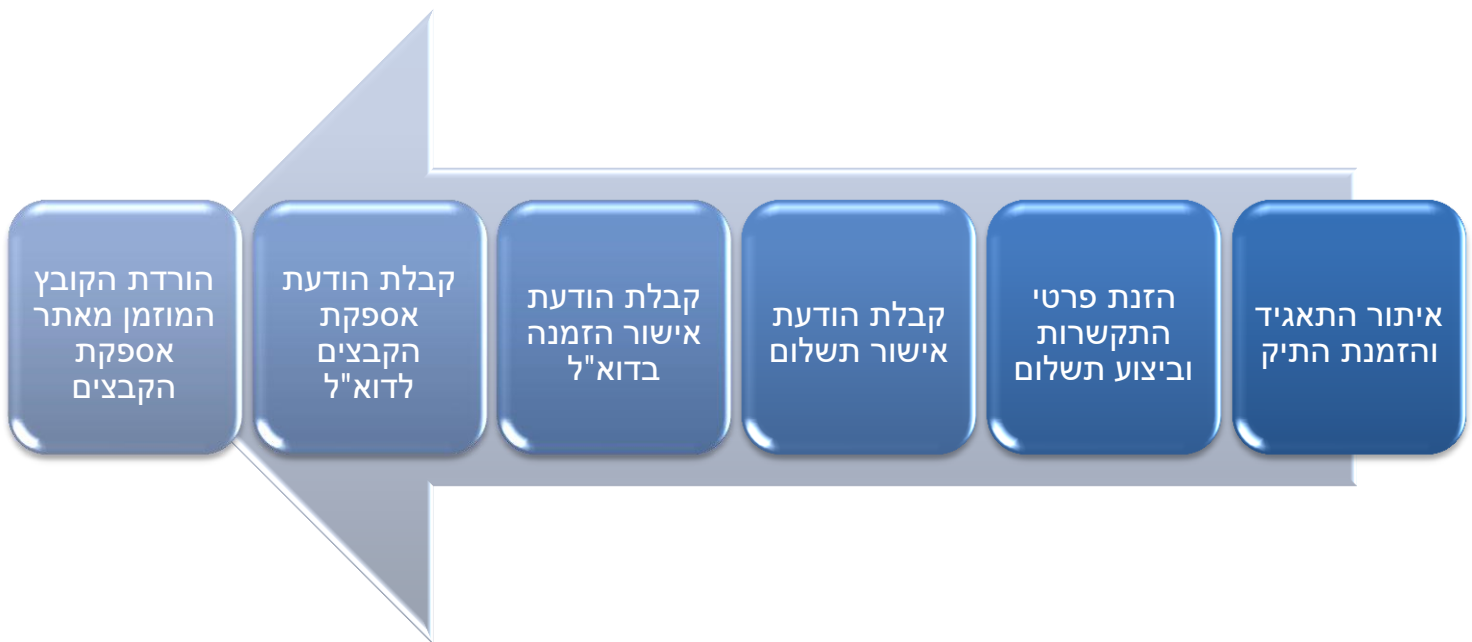 איתור התאגיד
והזמנת התיק
הזנת פרטי
התקשרות
וביצוע תשלום
קבלת הודעת
אישור תשלום
קבלת הודעת
אישור הזמנה
בדוא"ל
קבלת הודעת
אספקת
הקבצים
לדוא"ל
הורדת הקובץ
המוזמן מאתר
אספקת
הקבצים